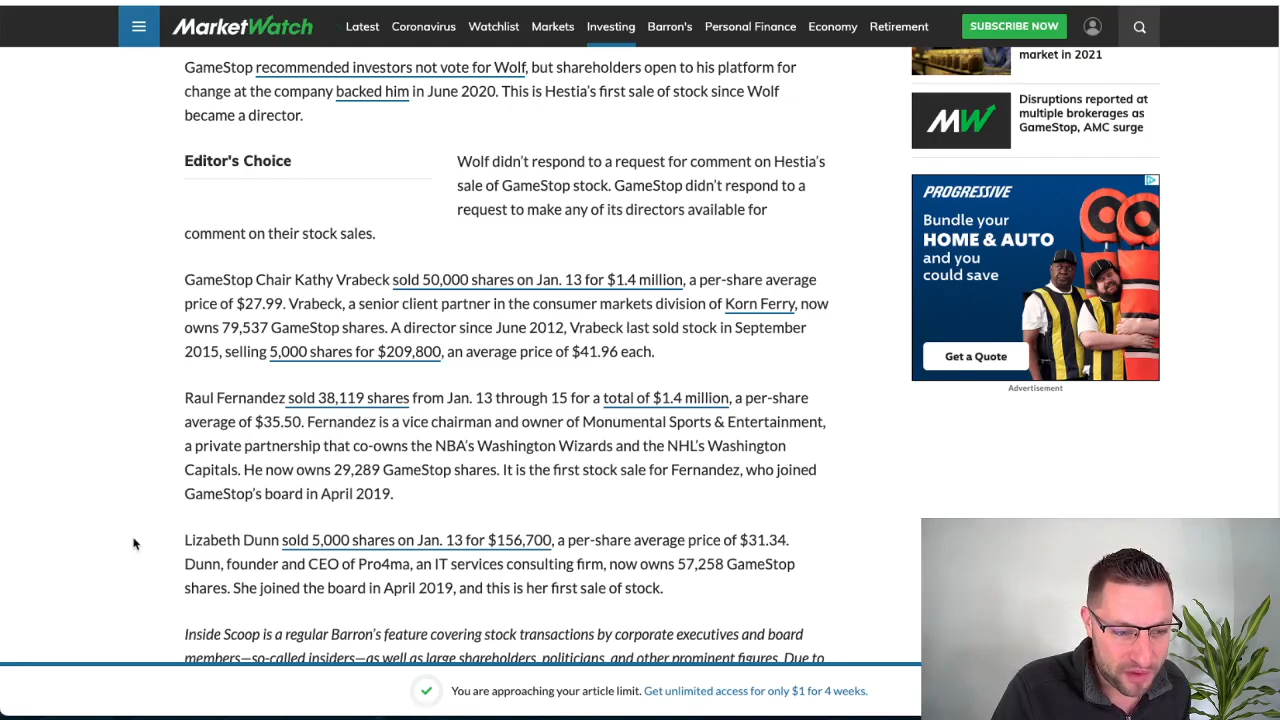 MarketWatch
Latest
Coronavirus
Watchlist
Markets
Investing
Barron's
Personal Finance
Economy
Retirement
SUBSCRIBE NOW
GameStop recommended investors not vote for Wolf, but shareholders open to his platform for
change at the company backed him in June 2020. This is Hestia’s first sale of stock since Wolf
became a director.
Editor's Choice
Wolf didn’t respond to a request for comment on Hestia’s
sale of GameStop stock. GameStop didn’t respond to a
request to make any of its directors available for
comment on their stock sales.
GameStop Chair Kathy Vrabeck sold 50,000 shares on Jan. 13 for $1.4 million, a per-share average
price of $27.99. Vrabeck, a senior client partner in the consumer markets division of Korn Ferry, now
owns 79,537 GameStop shares. A director since June 2012, Vrabeck last sold stock in September
2015, selling 5,000 shares for $209,800, an average price of $41.96 each.
Raul Fernandez sold 38,119 shares from Jan. 13 through 15 for a total of $1.4 million, a per-share
average of $35.50. Fernandez is a vice chairman and owner of Monumental Sports & Entertainment,
a private partnership that co-owns the NBA’s Washington Wizards and the NHL’s Washington
Capitals. He now owns 29,289 GameStop shares. It is the first stock sale for Fernandez, who joined
GameStop’s board in April 2019.
Lizabeth Dunn sold 5,000 shares on Jan. 13 for $156,700, a per-share average price of $31.34.
Dunn, founder and CEO of Pro4ma, an IT services consulting firm, now owns 57,258 GameStop
shares. She joined the board in April 2019, and this is her first sale of stock.
Inside Scoop is a regular Barron’s feature covering stock transactions by corporate executives and board
members—so-called insiders—as well as large shareholders, politicians, and other prominent figures. Due to
market in 2021
MW
Disruptions reported at
multiple brokerages as
GameStop, AMC surge
PROGRESSIVE
Bundle your
HOME & AUTO
and you
could save
Get a Quote
Advertisement
You are approaching your article limit. Get unlimited access for only $1 for 4 weeks.